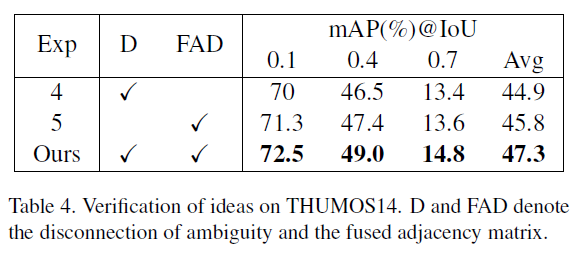 Exp D FAD mAP(%)@IoU
0.1 0.4 0.7 Avg
4 ✓ 70 46.5 13.4 44.9
5 ✓ 71.3 47.4 13.6 45.8
Ours ✓ ✓ 72.5 49.0 14.8 47.3
Table 4. Verification of ideas on THUMOS14. D and FAD denote
the disconnection of ambiguity and the fused adjacency matrix.